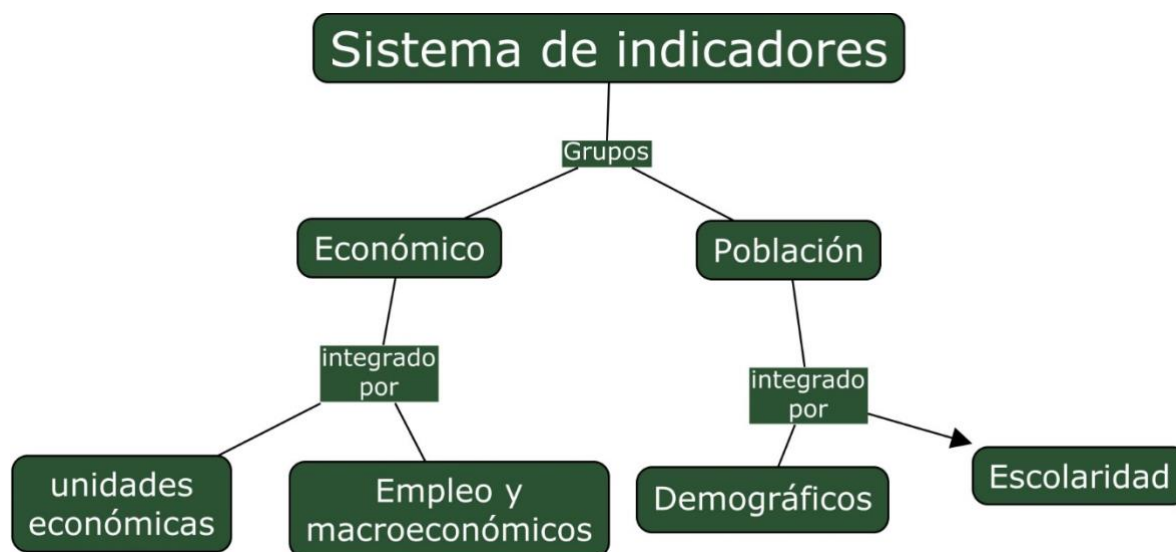 Sistema de indicadores
Grupos
Económico
Población
integrado
por
integrado
por
unidades
económicas
Empleo y
macroeconómicos
Demográficos
Escolaridad